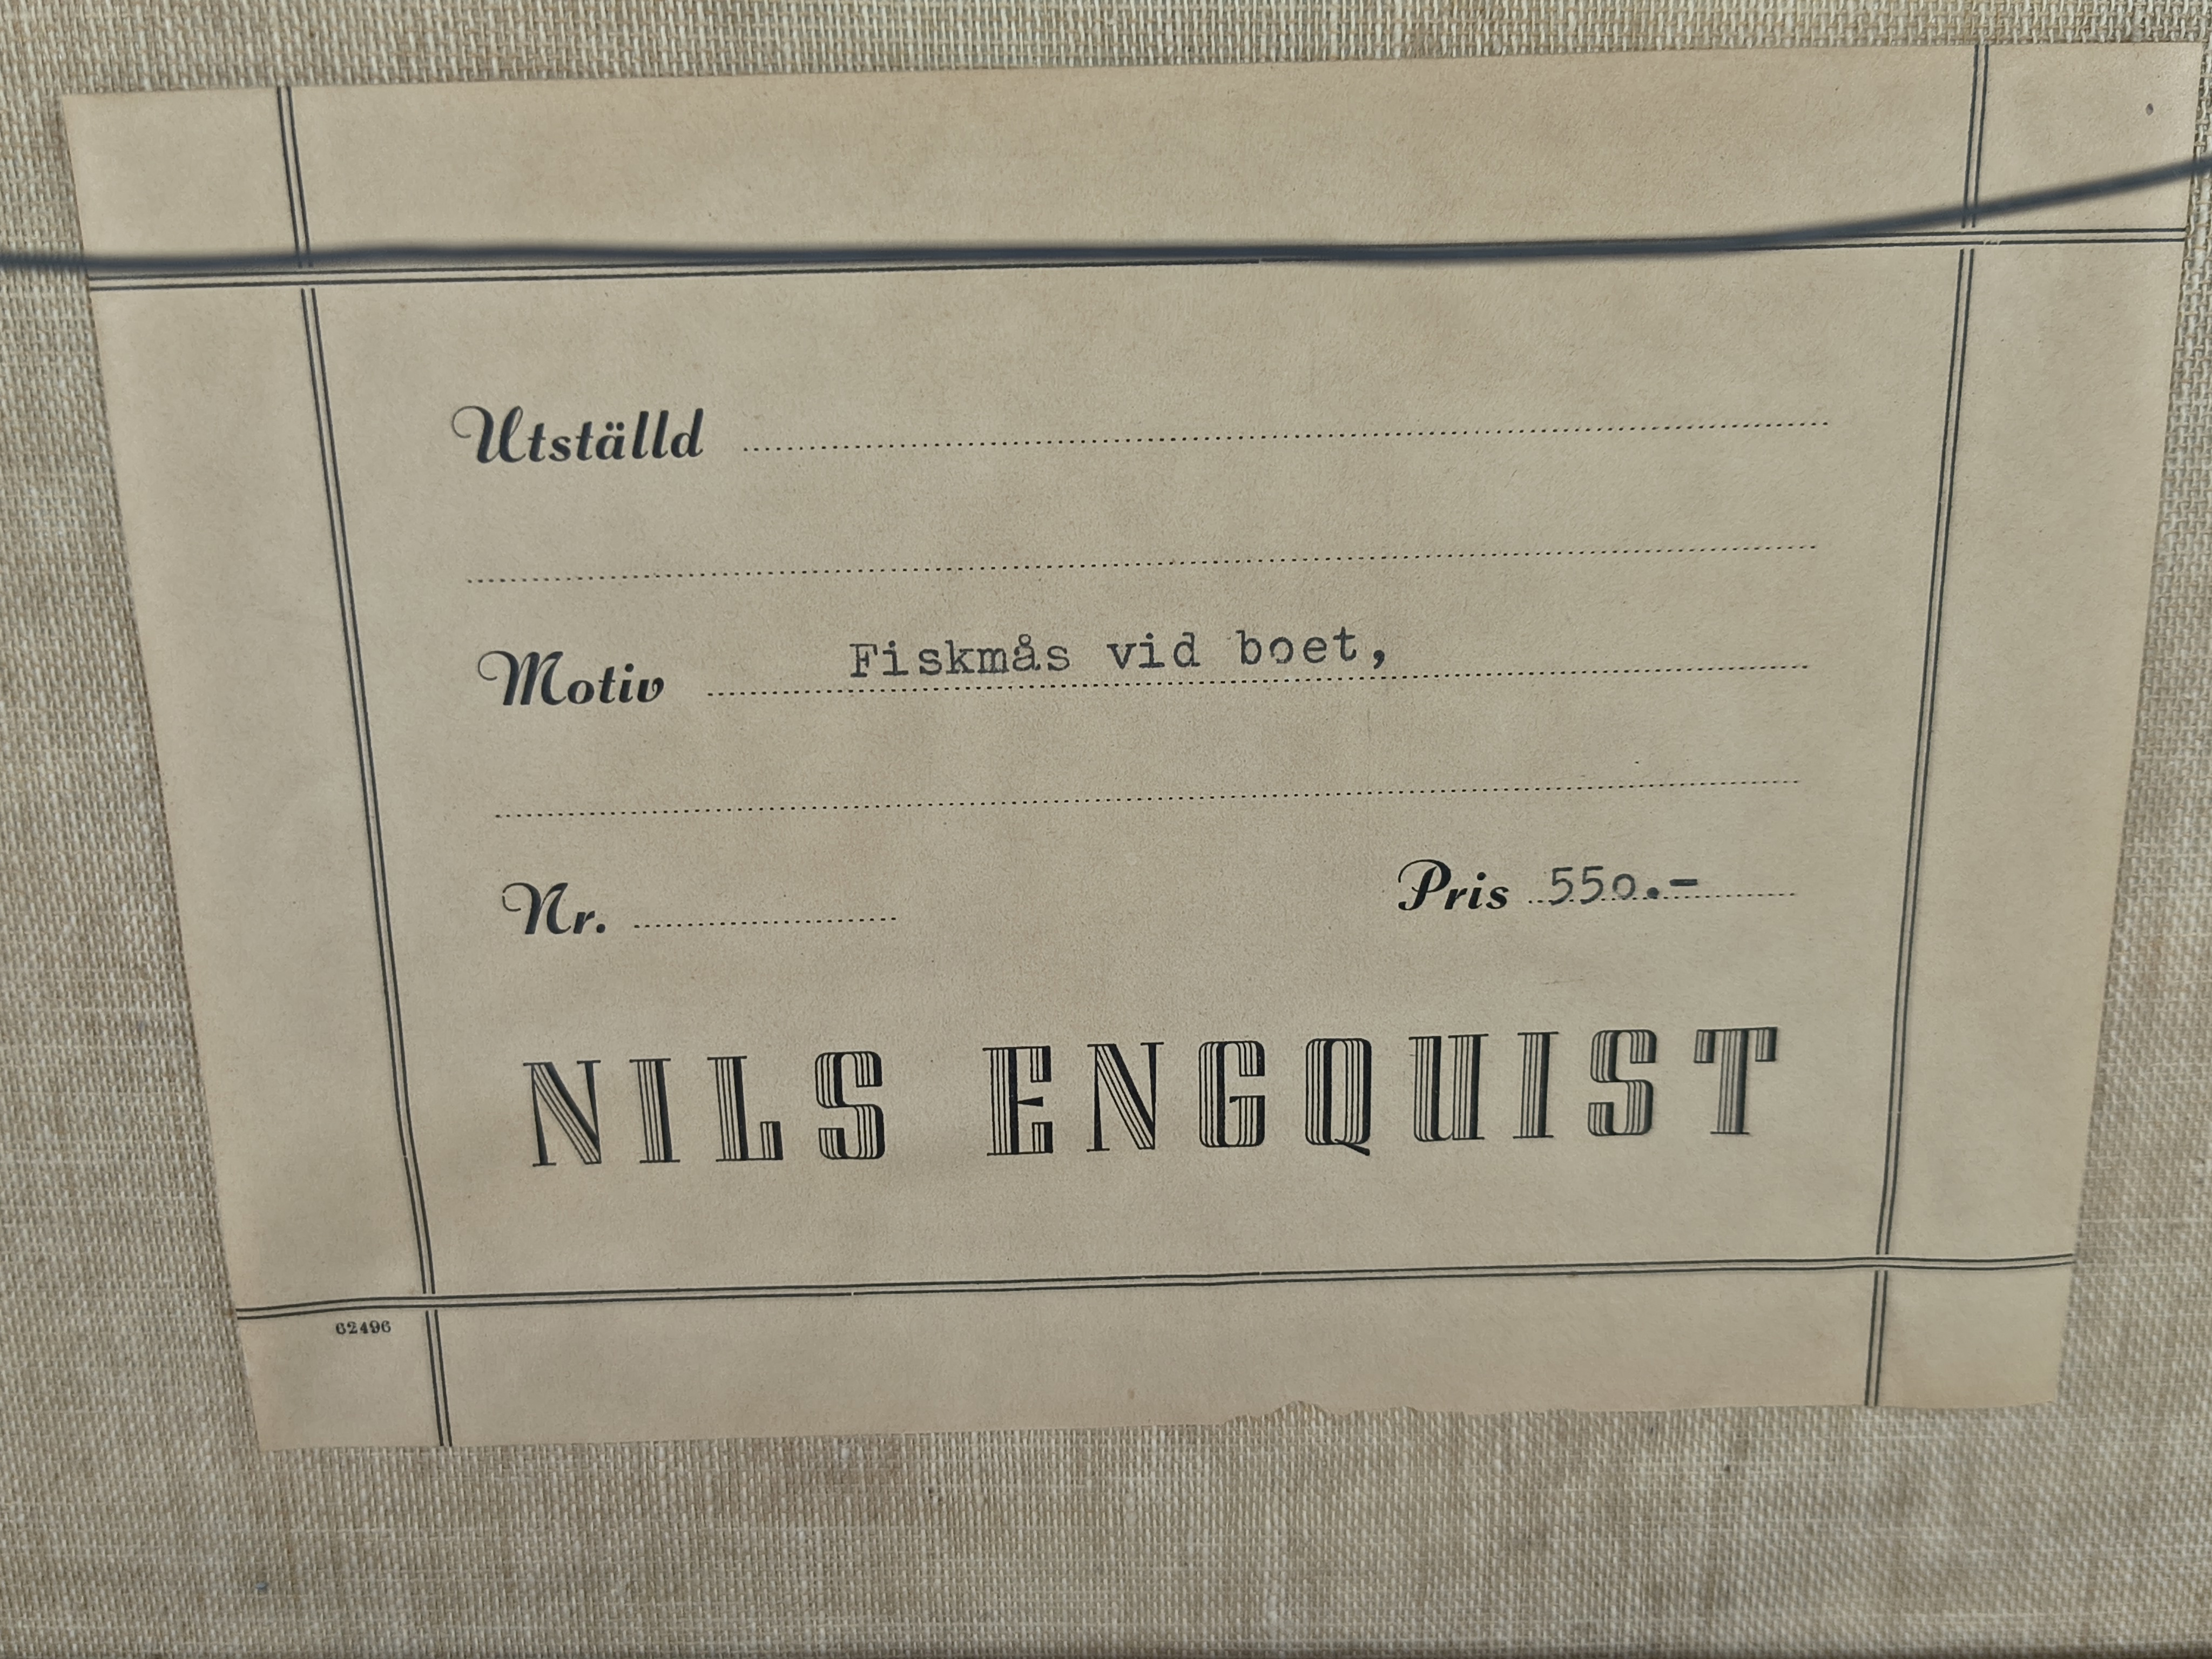 Utställd
Motiv Fiskmås vid boet,
Nr. Pris 550.-
NILS ENGQUIST
62496